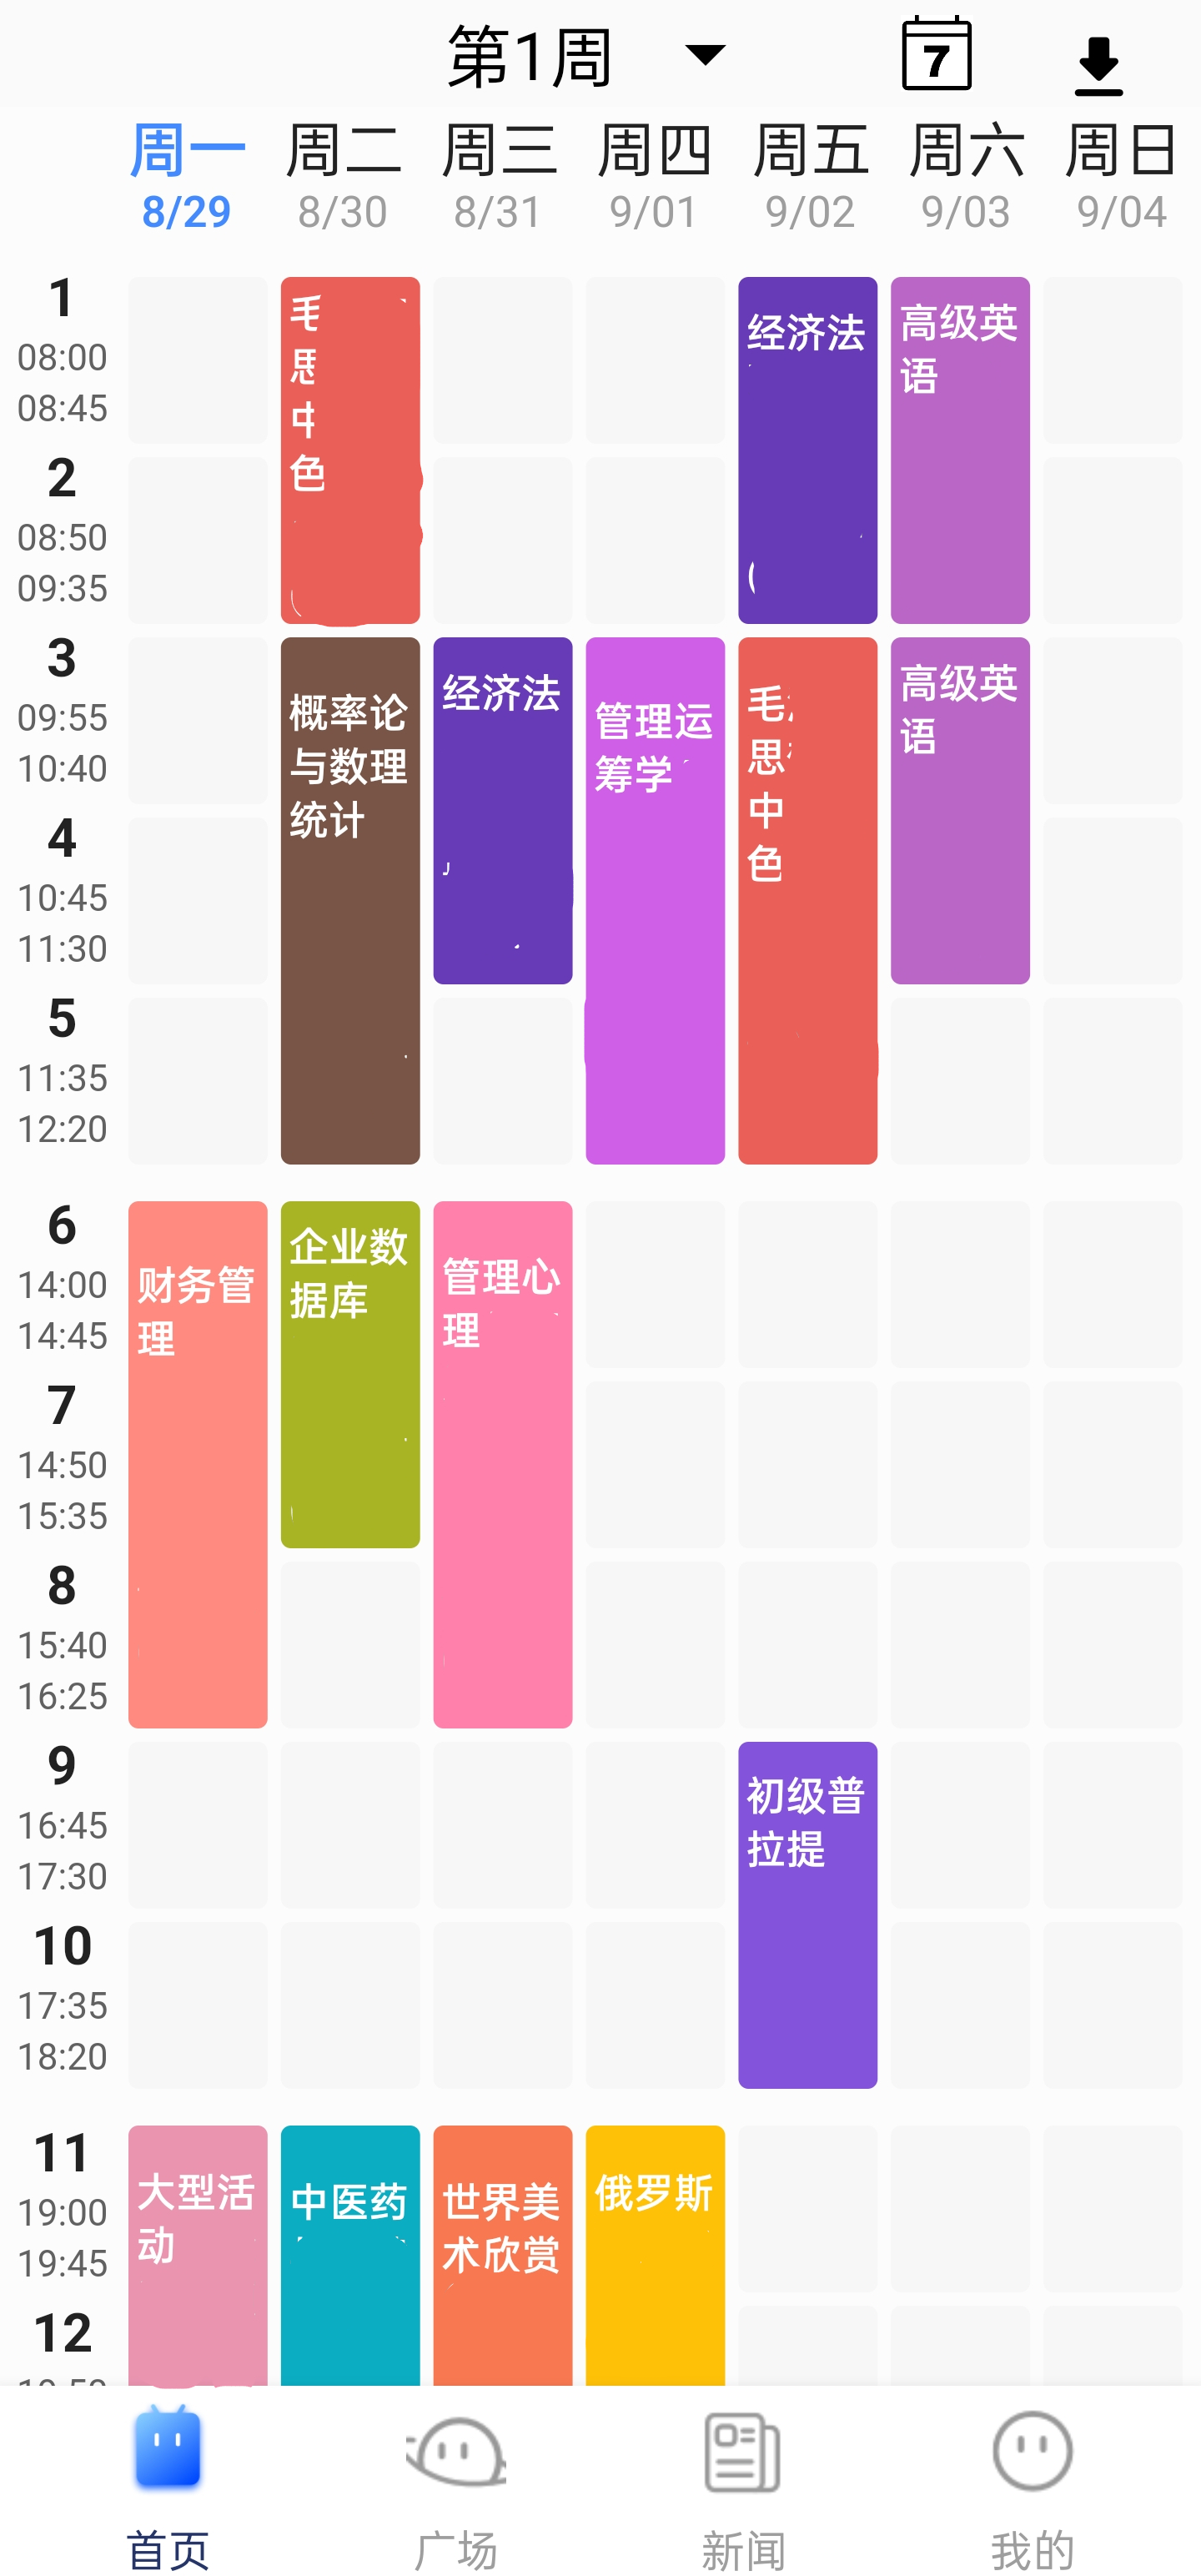 第1周
7
周一 周二 周三 周四 周五 周六 周日
8/29 8/30 8/31 9/01 9/02 9/03 9/04
1
08:00
08:45
2
08:50
09:35
3
09:55
10:40
4
10:45
11:30
5
11:35
12:20
6
14:00
14:45
7
14:50
15:35
8
15:40
16:25
9
16:45
17:30
10
17:35
18:20
11
19:00
19:45
12
财务管
理
大型活
动
毛
思
中
色
概率论
与数理
统计
企业数
据库
中医药
经济法
管理心
理
世界美
术欣赏
管理运
筹学
俄罗斯
经济法
(
毛
思
中
色
初级普
拉提
高级英
语
高级英
语
首页 广场 新闻 我的